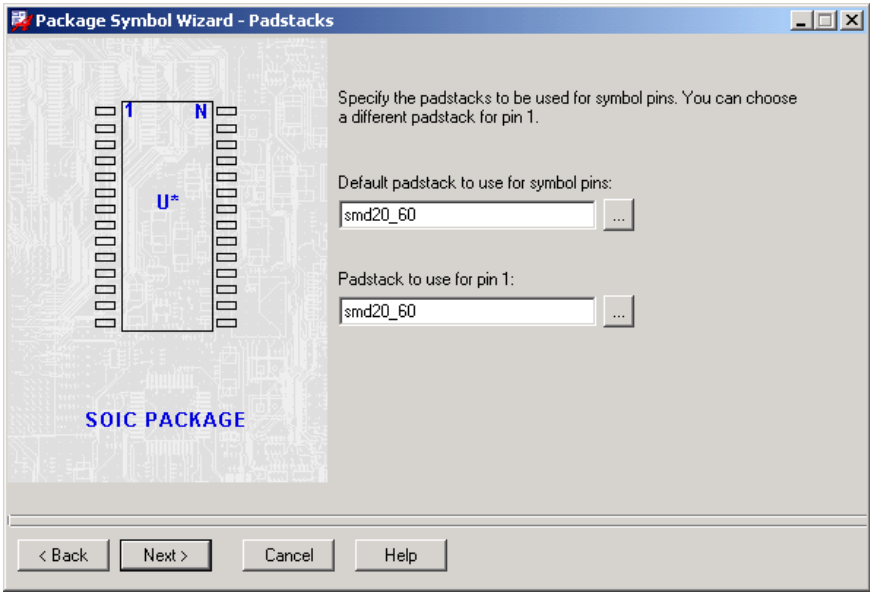 Package Symbol Wizard - Padstacks
1 N
U*
SOIC PACKAGE
Specify the padstacks to be used for symbol pins. You can choose
a different padstack for pin 1.
Default padstack to use for symbol pins:
smd20_60 ...
Padstack to use for pin 1:
smd20_60 ...
< Back Next > Cancel Help